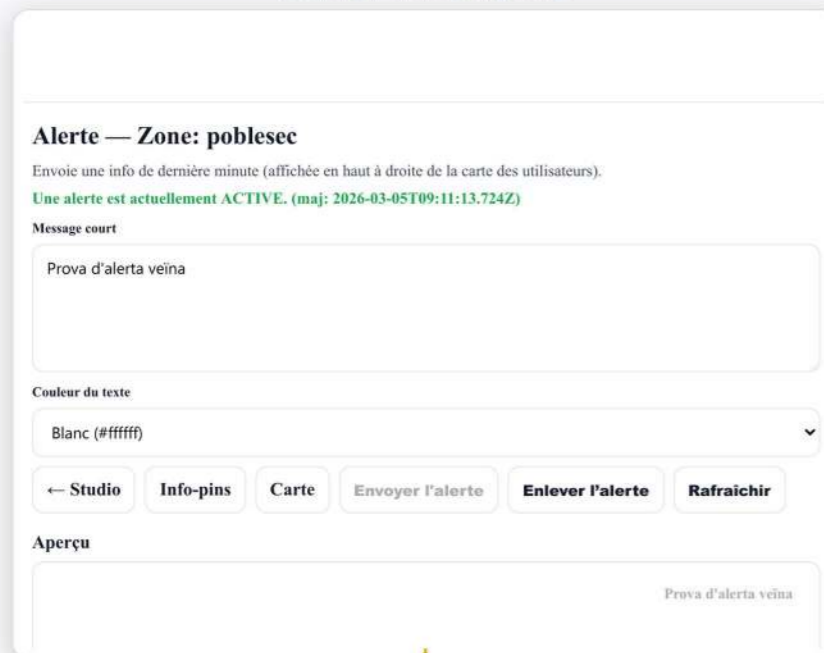 Alerte — Zone: poblesec
Envoie une info de dernière minute (affichée en haut à droite de la carte des utilisateurs).
Une alerte est actuellement ACTIVE. (maj: 2026-03-05T09:11:13.724Z)
Message court
Prova d'alerta veïna
Couleur du texte
Blanc (#ffffff)
← Studio Info-pins Carte Envoyer l'alerte Enlever l’alerte Rafraîchir
Aperçu
Prova d'alerta veïna